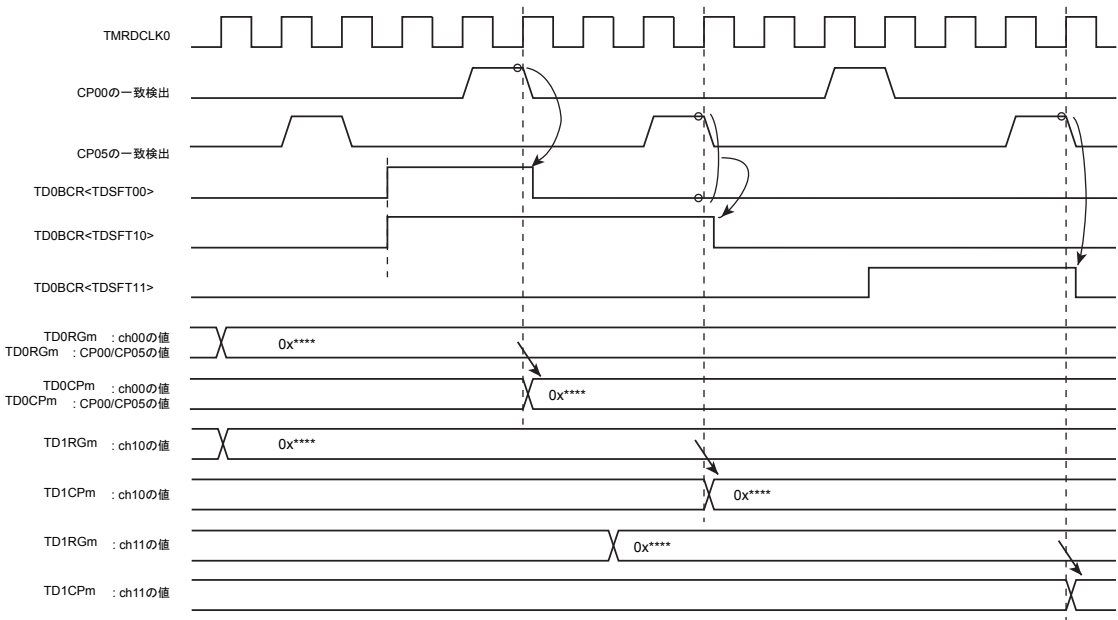 TMRDCLK0
CP00の一致検出
CP05の一致検出
TD0BCR<TDSFT00>
TD0BCR<TDSFT10>
TD0BCR<TDSFT11>
TD0RGm : ch00の値
TD0RGm : CP00/CP05の値
0x****
TD0CPm : ch00の値
TD0CPm : CP00/CP05の値
0x****
TD1RGm : ch10の値
0x****
TD1CPm : ch10の値
0x****
TD1RGm : ch11の値
0x****
TD1CPm : ch11の値